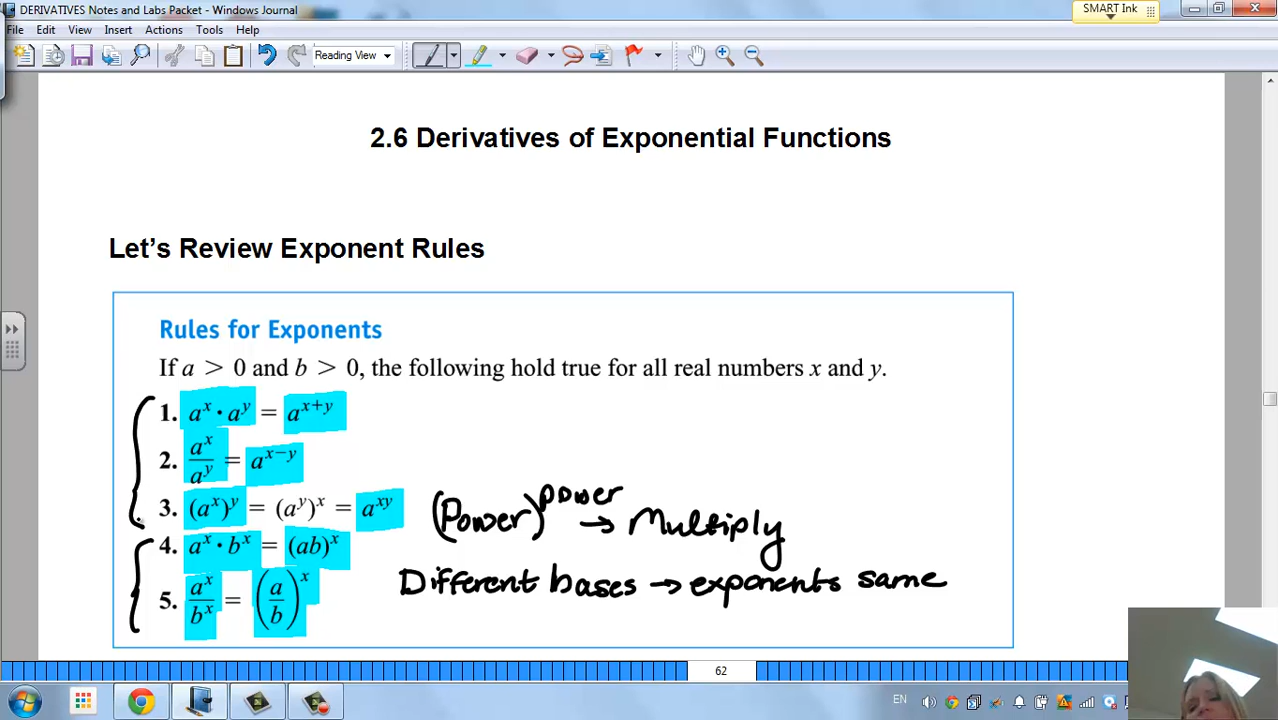 DERIVATIVES Notes and Labs Packet - Windows Journal
SMART Ink
File Edit View Insert Actions Tools Help
Reading View
2.6 Derivatives of Exponential Functions
Let's Review Exponent Rules
Rules for Exponents
If a > 0 and b > 0, the following hold true for all real numbers x and y.
1. a^x · a^y = a^(x+y)
2. a^x / a^y = a^(x−y)
3. (a^x)^y = (a^y)^x = a^(xy) (Power)^power → Multiply
4. a^x · b^x = (ab)^x
Different bases → exponents same
5. a^x / b^x = (a/b)^x
62
EN